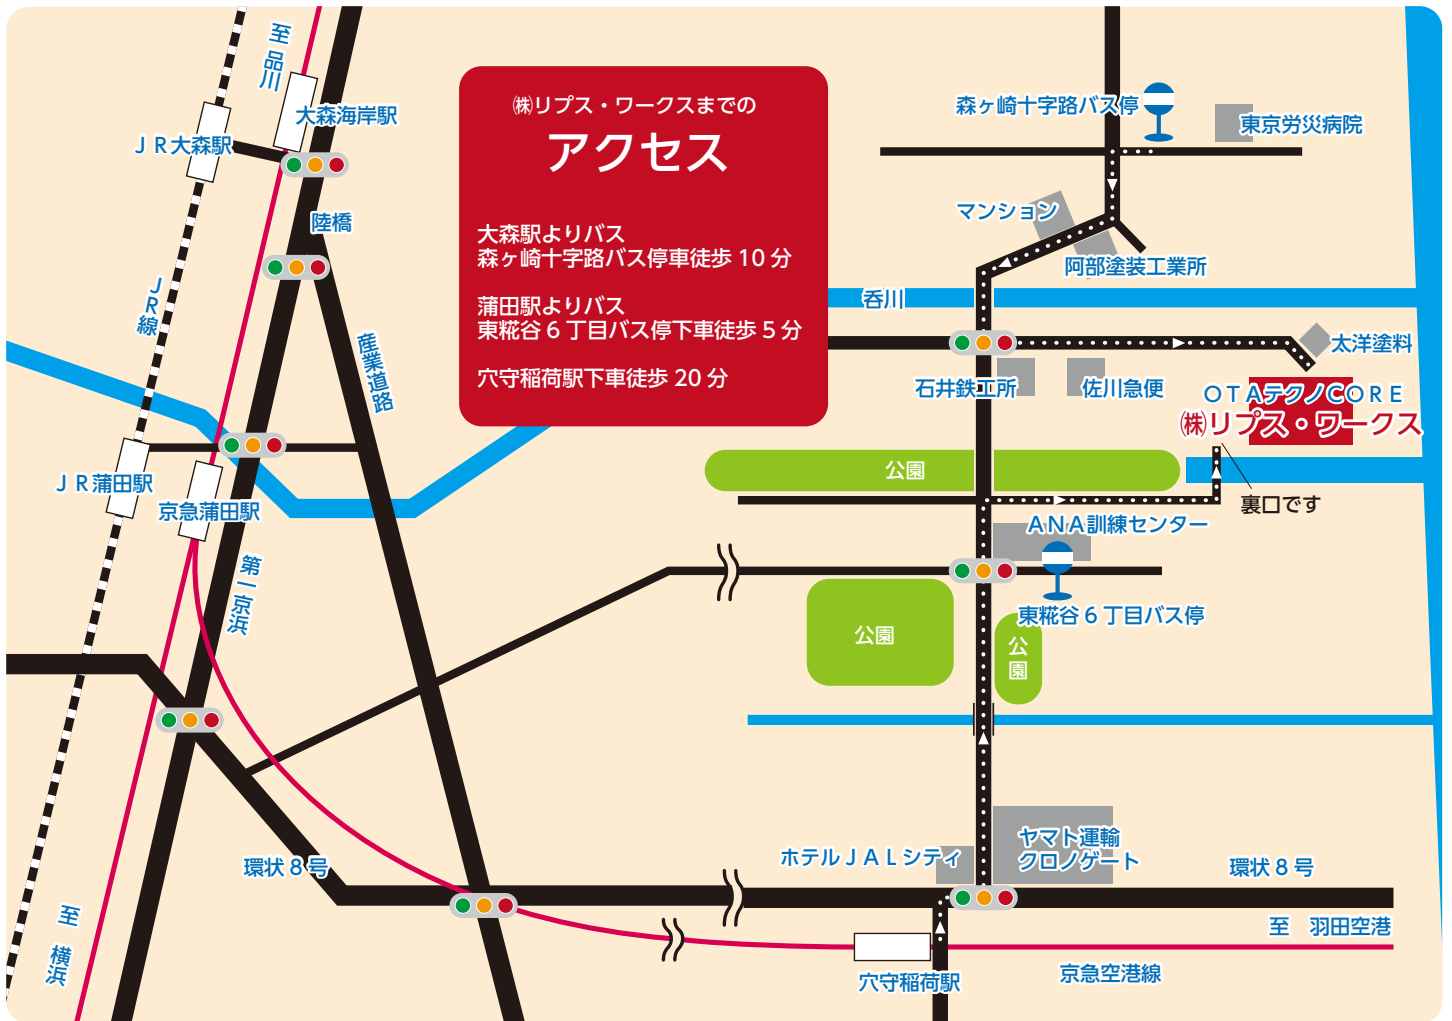 至 品川
大森海岸駅
ＪＲ大森駅
陸橋
ＪＲ線
産業道路
ＪＲ蒲田駅
京急蒲田駅
第一京浜
環状８号
至 横浜
㈱リプス・ワークスまでの
アクセス
大森駅よりバス
森ヶ崎十字路バス停車徒歩 10 分
蒲田駅よりバス
東糀谷６丁目バス停下車徒歩５分
穴守稲荷駅下車徒歩 20 分
森ヶ崎十字路バス停
東京労災病院
マンション
阿部塗装工業所
呑川
太洋塗料
石井鉄工所
佐川急便
ＯＴＡテクノＣＯＲＥ
㈱リプス・ワークス
公園
裏口です
ＡＮＡ訓練センター
東糀谷６丁目バス停
公園
公園
ホテルＪＡＬシティ
ヤマト運輸
クロノゲート
環状８号
至 羽田空港
穴守稲荷駅
京急空港線